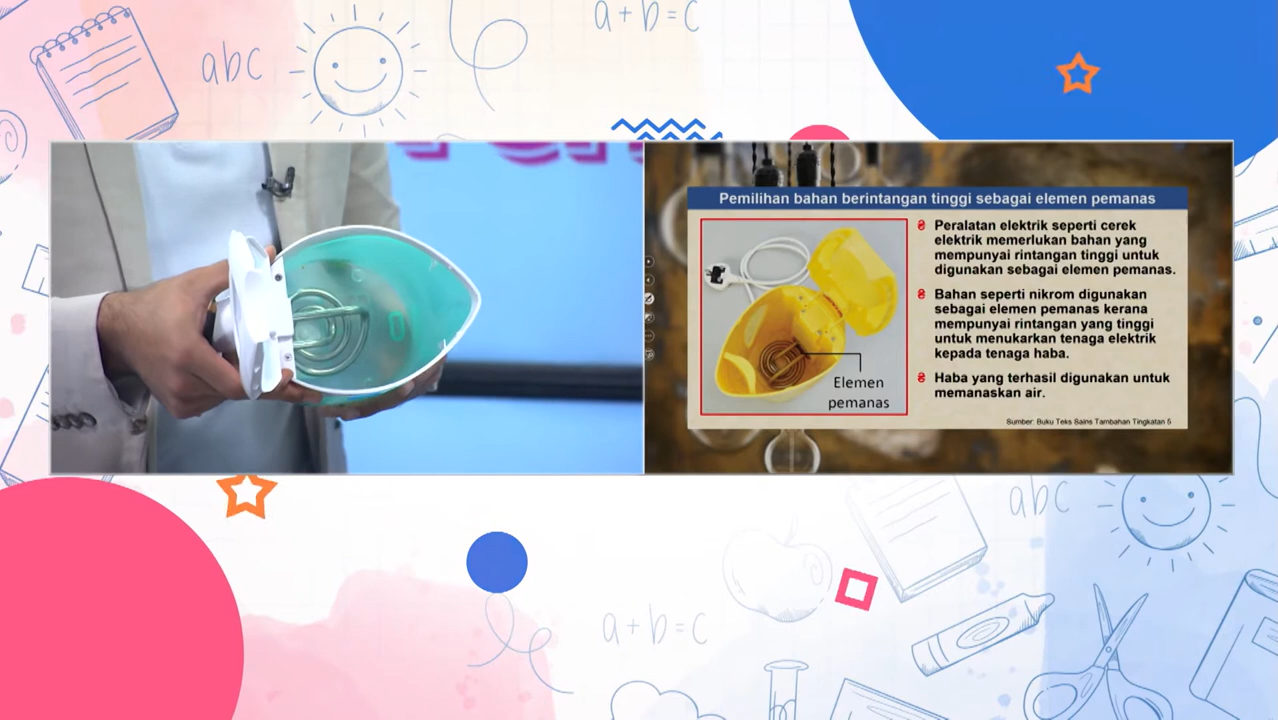 a+b=c
abc
Pemilihan bahan berintangan tinggi sebagai elemen pemanas
Peralatan elektrik seperti cerek
elektrik memerlukan bahan yang
mempunyai rintangan tinggi untuk
digunakan sebagai elemen pemanas.
Bahan seperti nikrom digunakan
sebagai elemen pemanas kerana
mempunyai rintangan yang tinggi
untuk menukarkan tenaga elektrik
kepada tenaga haba.
Haba yang terhasil digunakan untuk
memanaskan air.
Elemen
pemanas
Sumber: Buku Teks Sains Tambahan Tingkatan 5
abc
a+b=c